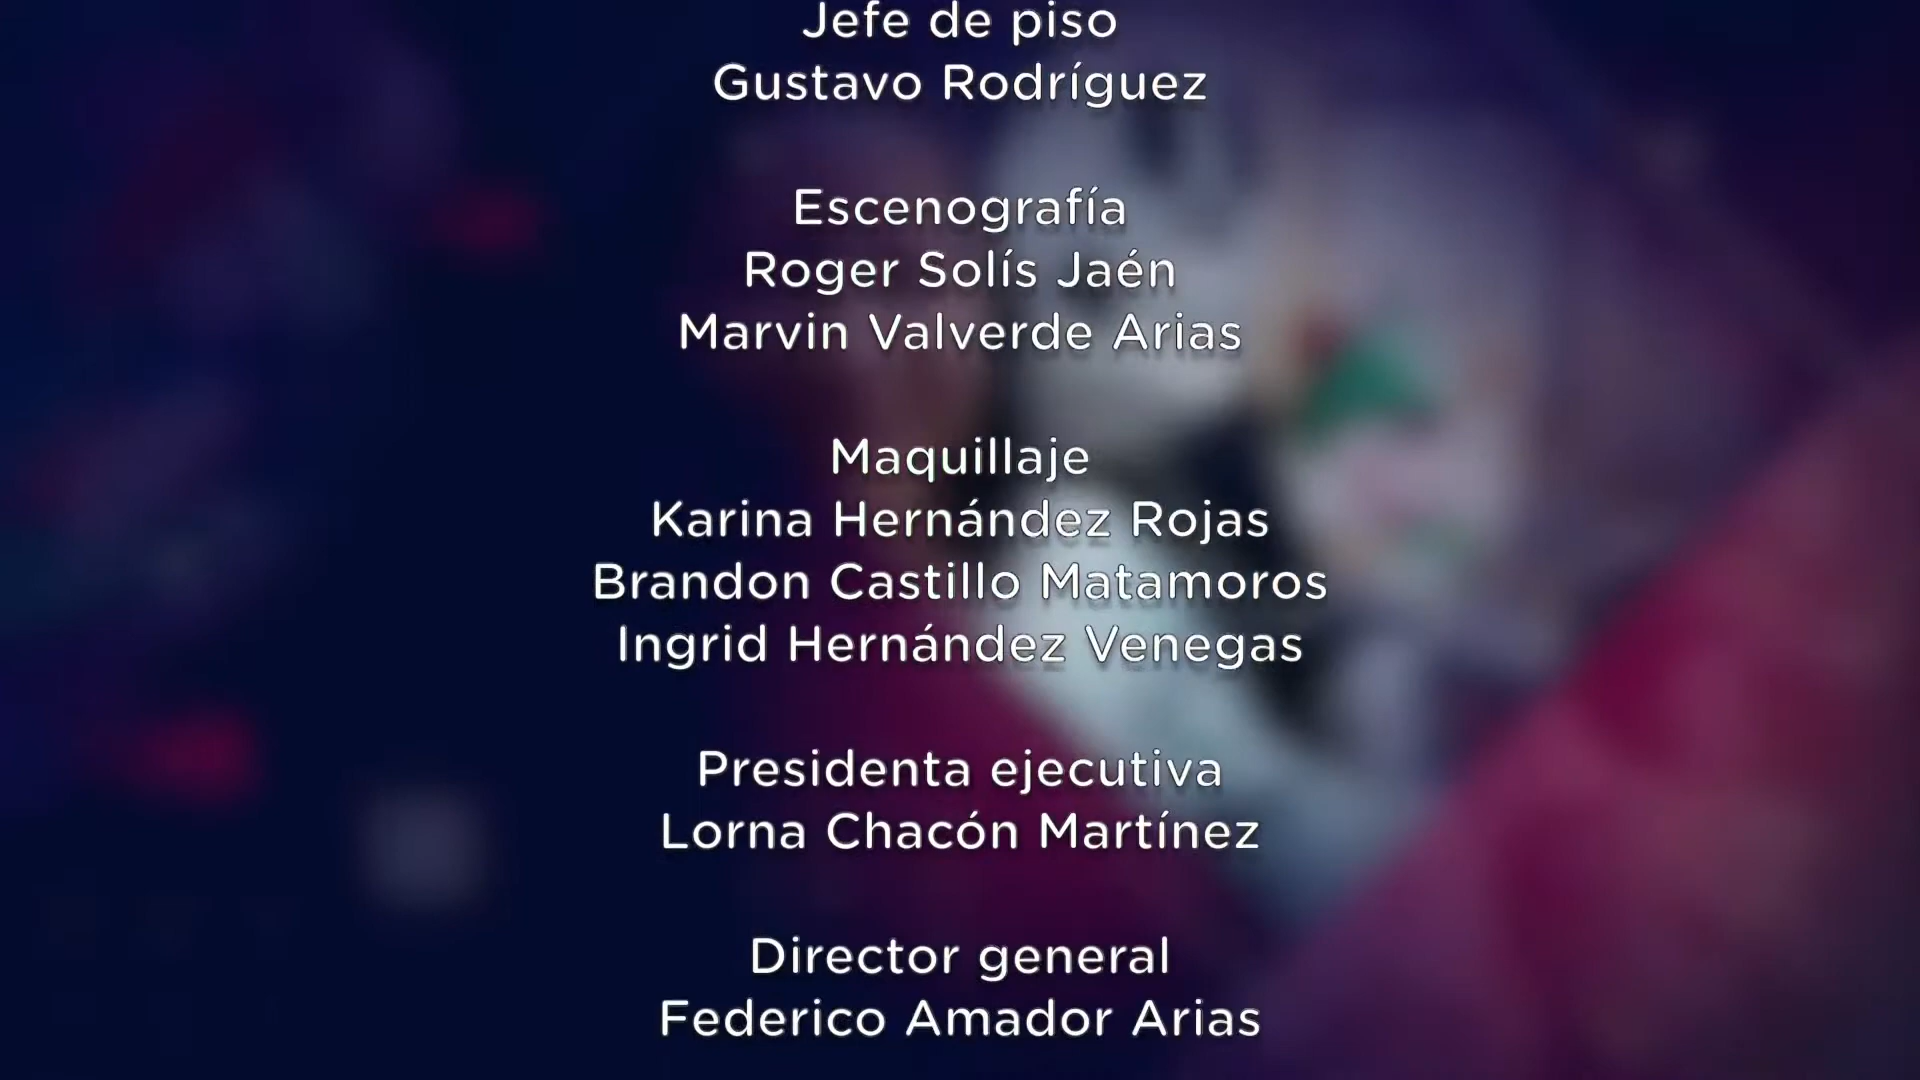 Jefe de piso
Gustavo Rodríguez
Escenografía
Roger Solís Jaén
Marvin Valverde Arias
Maquillaje
Karina Hernández Rojas
Brandon Castillo Matamoros
Ingrid Hernández Venegas
Presidenta ejecutiva
Lorna Chacón Martínez
Director general
Federico Amador Arias